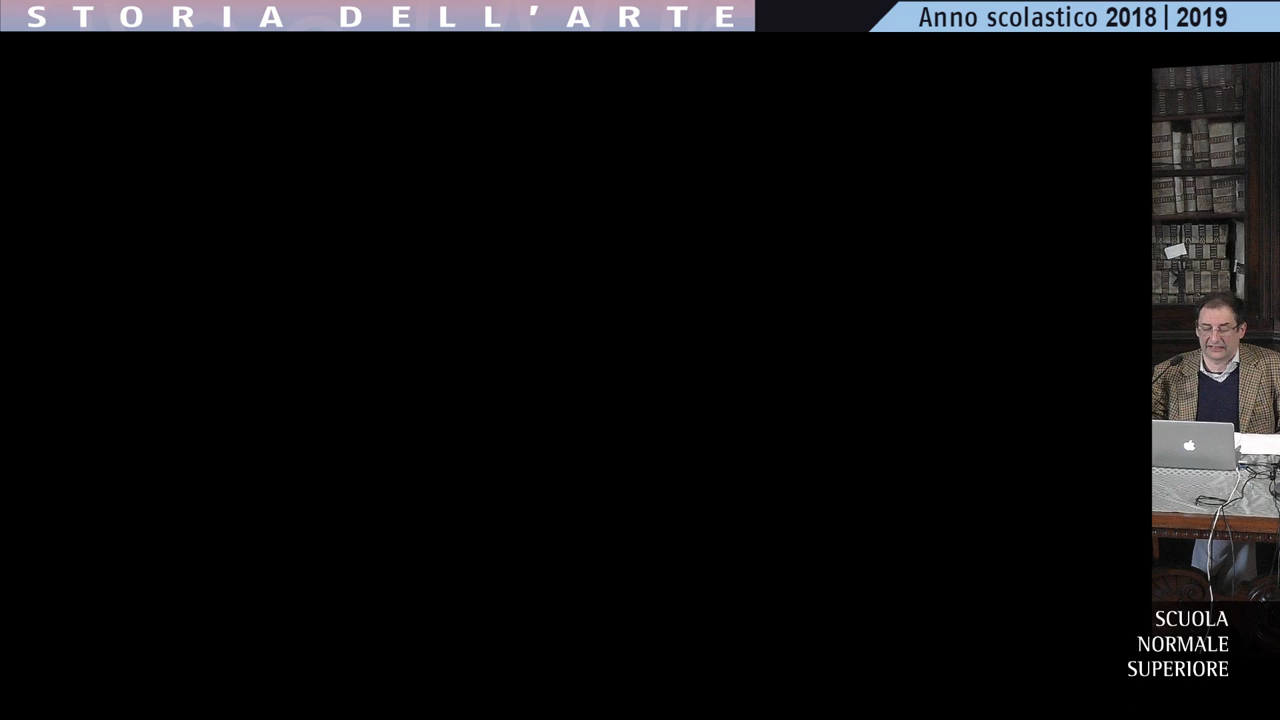 STORIA DELL'ARTE
Anno scolastico 2018 | 2019
SCUOLA
NORMALE
SUPERIORE